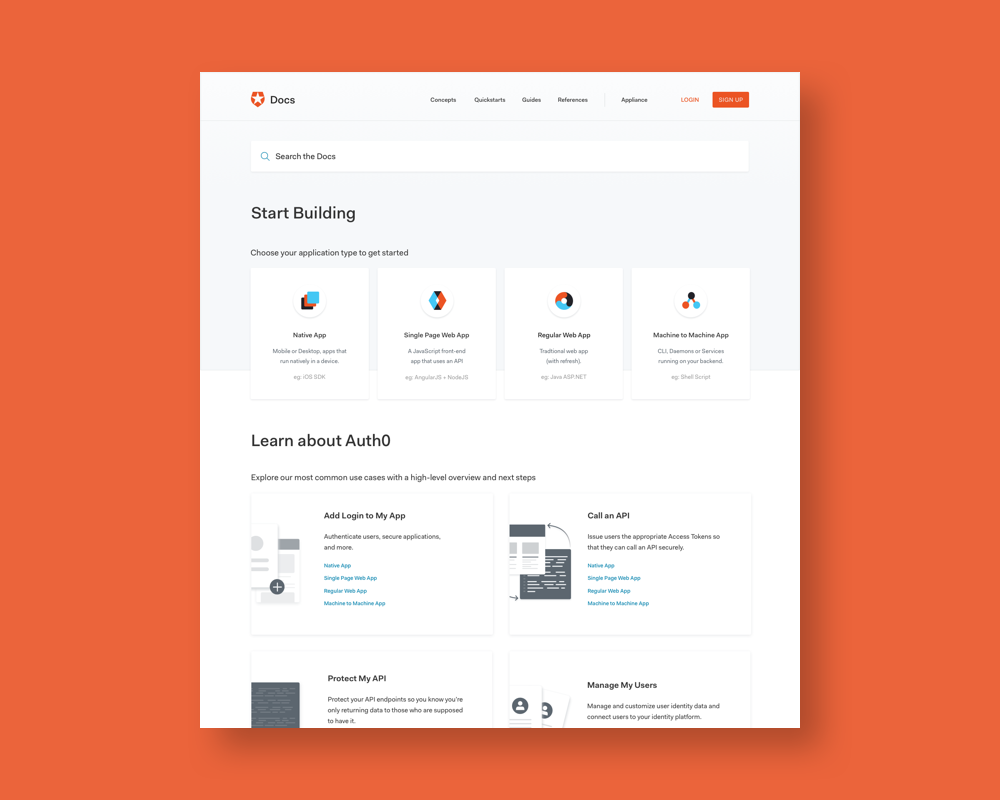 Docs
Concepts Quickstarts Guides References Appliance LOGIN SIGN UP
Search the Docs
Start Building
Choose your application type to get started
Native App
Mobile or Desktop, apps that
run natively in a device.
eg: iOS SDK
Single Page Web App
A JavaScript front-end
app that uses an API
eg: AngularJS + NodeJS
Regular Web App
Tradtional web app
(with refresh).
eg: Java ASP.NET
Machine to Machine App
CLI, Daemons or Services
running on your backend.
eg: Shell Script
Learn about Auth0
Explore our most common use cases with a high-level overview and next steps
Add Login to My App
Authenticate users, secure applications,
and more.
Native App
Single Page Web App
Regular Web App
Machine to Machine App
Call an API
Issue users the appropriate Access Tokens so
that they can call an API securely.
Native App
Single Page Web App
Regular Web App
Machine to Machine App
Protect My API
Protect your API endpoints so you know you're
only returning data to those who are supposed
to have it.
Manage My Users
Manage and customize user identity data and
connect users to your identity platform.